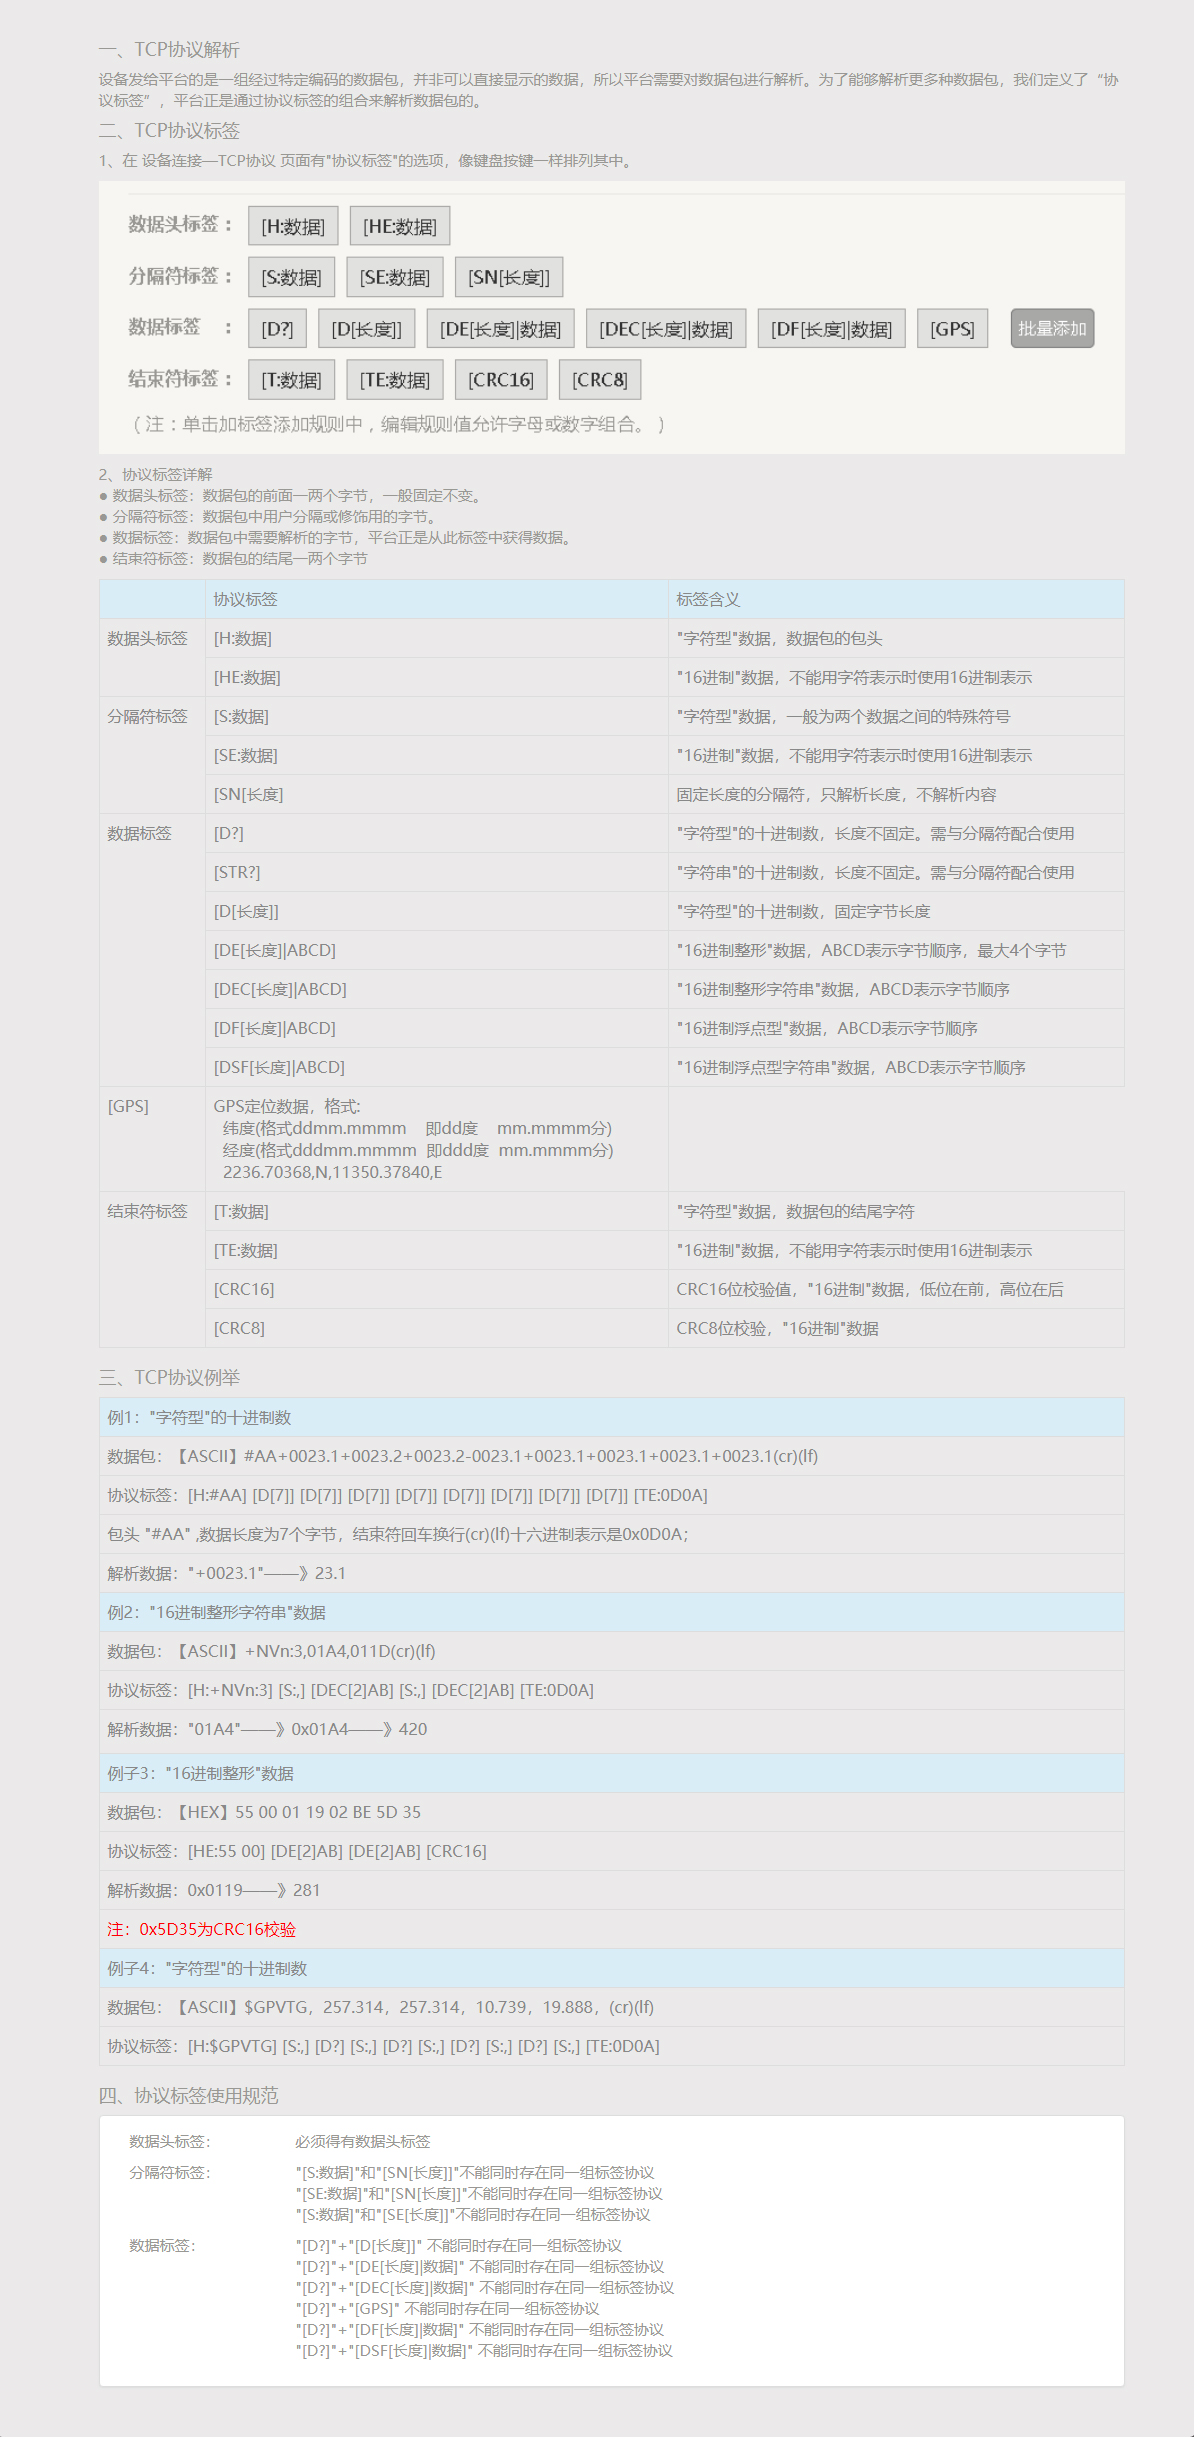 一、TCP协议解析
设备发给平台的是一组经过特定编码的数据包，并非可以直接显示的数据，所以平台需要对数据包进行解析。为了能够解析更多种数据包，我们定义了“协
议标签”，平台正是通过协议标签的组合来解析数据包的。
二、TCP协议标签
1、在 设备连接—TCP协议 页面有"协议标签"的选项，像键盘按键一样排列其中。
数据头标签： [H:数据] [HE:数据]
分隔符标签： [S:数据] [SE:数据] [SN[长度]]
数据标签 ： [D?] [D[长度]] [DE[长度]|数据] [DEC[长度]|数据] [DF[长度]|数据] [GPS] 批量添加
结束符标签： [T:数据] [TE:数据] [CRC16] [CRC8]
（注：单击加标签添加规则中，编辑规则值允许字母或数字组合。）
2、协议标签详解
● 数据头标签：数据包的前面一两个字节，一般固定不变。
● 分隔符标签：数据包中用户分隔或修饰用的字节。
● 数据标签：数据包中需要解析的字节，平台正是从此标签中获得数据。
● 结束符标签：数据包的结尾一两个字节
协议标签 标签含义
数据头标签 [H:数据] "字符型"数据，数据包的包头
[HE:数据] "16进制"数据，不能用字符表示时使用16进制表示
分隔符标签 [S:数据] "字符型"数据，一般为两个数据之间的特殊符号
[SE:数据] "16进制"数据，不能用字符表示时使用16进制表示
[SN[长度] 固定长度的分隔符，只解析长度，不解析内容
数据标签 [D?] "字符型"的十进制数，长度不固定。需与分隔符配合使用
[STR?] "字符串"的十进制数，长度不固定。需与分隔符配合使用
[D[长度]] "字符型"的十进制数，固定字节长度
[DE[长度]|ABCD] "16进制整形"数据，ABCD表示字节顺序，最大4个字节
[DEC[长度]|ABCD] "16进制整形字符串"数据，ABCD表示字节顺序
[DF[长度]|ABCD] "16进制浮点型"数据，ABCD表示字节顺序
[DSF[长度]|ABCD] "16进制浮点型字符串"数据，ABCD表示字节顺序
[GPS] GPS定位数据，格式:
纬度(格式ddmm.mmmm 即dd度 mm.mmmm分)
经度(格式dddmm.mmmm 即ddd度 mm.mmmm分)
2236.70368,N,11350.37840,E
结束符标签 [T:数据] "字符型"数据，数据包的结尾字符
[TE:数据] "16进制"数据，不能用字符表示时使用16进制表示
[CRC16] CRC16位校验值，"16进制"数据，低位在前，高位在后
[CRC8] CRC8位校验，"16进制"数据
三、TCP协议例举
例1："字符型"的十进制数
数据包：【ASCII】#AA+0023.1+0023.2+0023.2-0023.1+0023.1+0023.1+0023.1+0023.1(cr)(lf)
协议标签：[H:#AA] [D[7]] [D[7]] [D[7]] [D[7]] [D[7]] [D[7]] [D[7]] [D[7]] [TE:0D0A]
包头 "#AA" ,数据长度为7个字节，结束符回车换行(cr)(lf)十六进制表示是0x0D0A；
解析数据："+0023.1"——》23.1
例2："16进制整形字符串"数据
数据包：【ASCII】+NVn:3,01A4,011D(cr)(lf)
协议标签：[H:+NVn:3] [S:,] [DEC[2]AB] [S:,] [DEC[2]AB] [TE:0D0A]
解析数据："01A4"——》0x01A4——》420
例子3："16进制整形"数据
数据包：【HEX】55 00 01 19 02 BE 5D 35
协议标签：[HE:55 00] [DE[2]AB] [DE[2]AB] [CRC16]
解析数据：0x0119——》281
注：0x5D35为CRC16校验
例子4："字符型"的十进制数
数据包：【ASCII】$GPVTG，257.314，257.314，10.739，19.888，(cr)(lf)
协议标签：[H:$GPVTG] [S:,] [D?] [S:,] [D?] [S:,] [D?] [S:,] [D?] [S:,] [TE:0D0A]
四、协议标签使用规范
数据头标签： 必须得有数据头标签
分隔符标签： "[S:数据]"和"[SN[长度]]"不能同时存在同一组标签协议
"[SE:数据]"和"[SN[长度]]"不能同时存在同一组标签协议
"[S:数据]"和"[SE[长度]]"不能同时存在同一组标签协议
数据标签： "[D?]"+"[D[长度]]" 不能同时存在同一组标签协议
"[D?]"+"[DE[长度]|数据]" 不能同时存在同一组标签协议
"[D?]"+"[DEC[长度]|数据]" 不能同时存在同一组标签协议
"[D?]"+"[GPS]" 不能同时存在同一组标签协议
"[D?]"+"[DF[长度]|数据]" 不能同时存在同一组标签协议
"[D?]"+"[DSF[长度]|数据]" 不能同时存在同一组标签协议